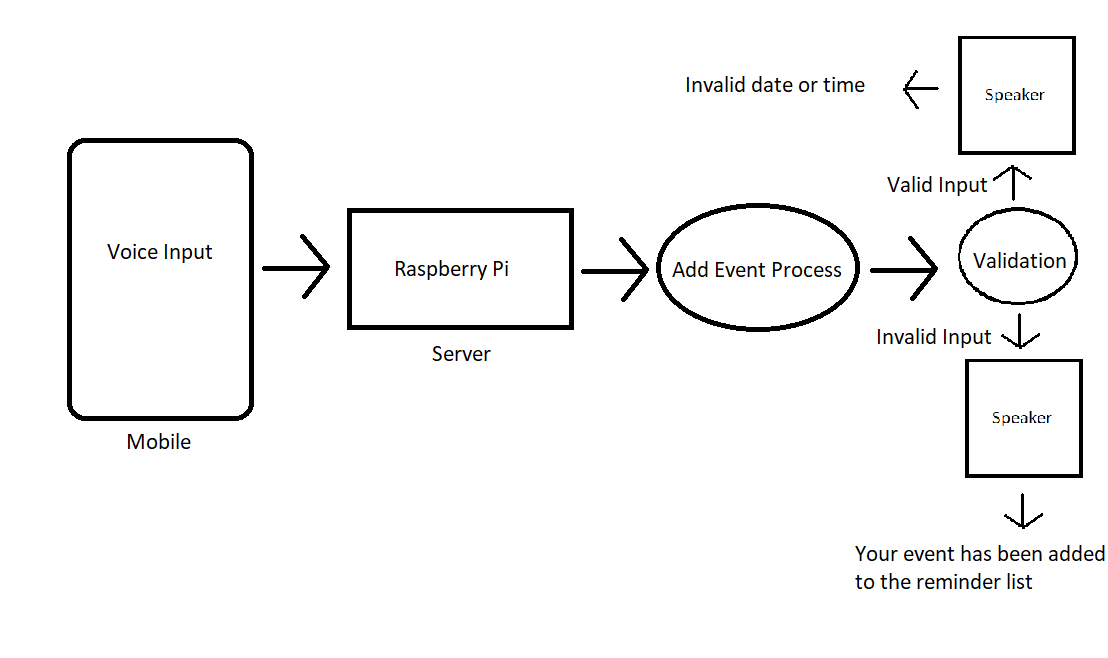 Voice Input
Mobile
Raspberry Pi
Server
Add Event Process
Validation
Valid Input
Speaker
Invalid date or time
Invalid Input
Speaker
Your event has been added
to the reminder list